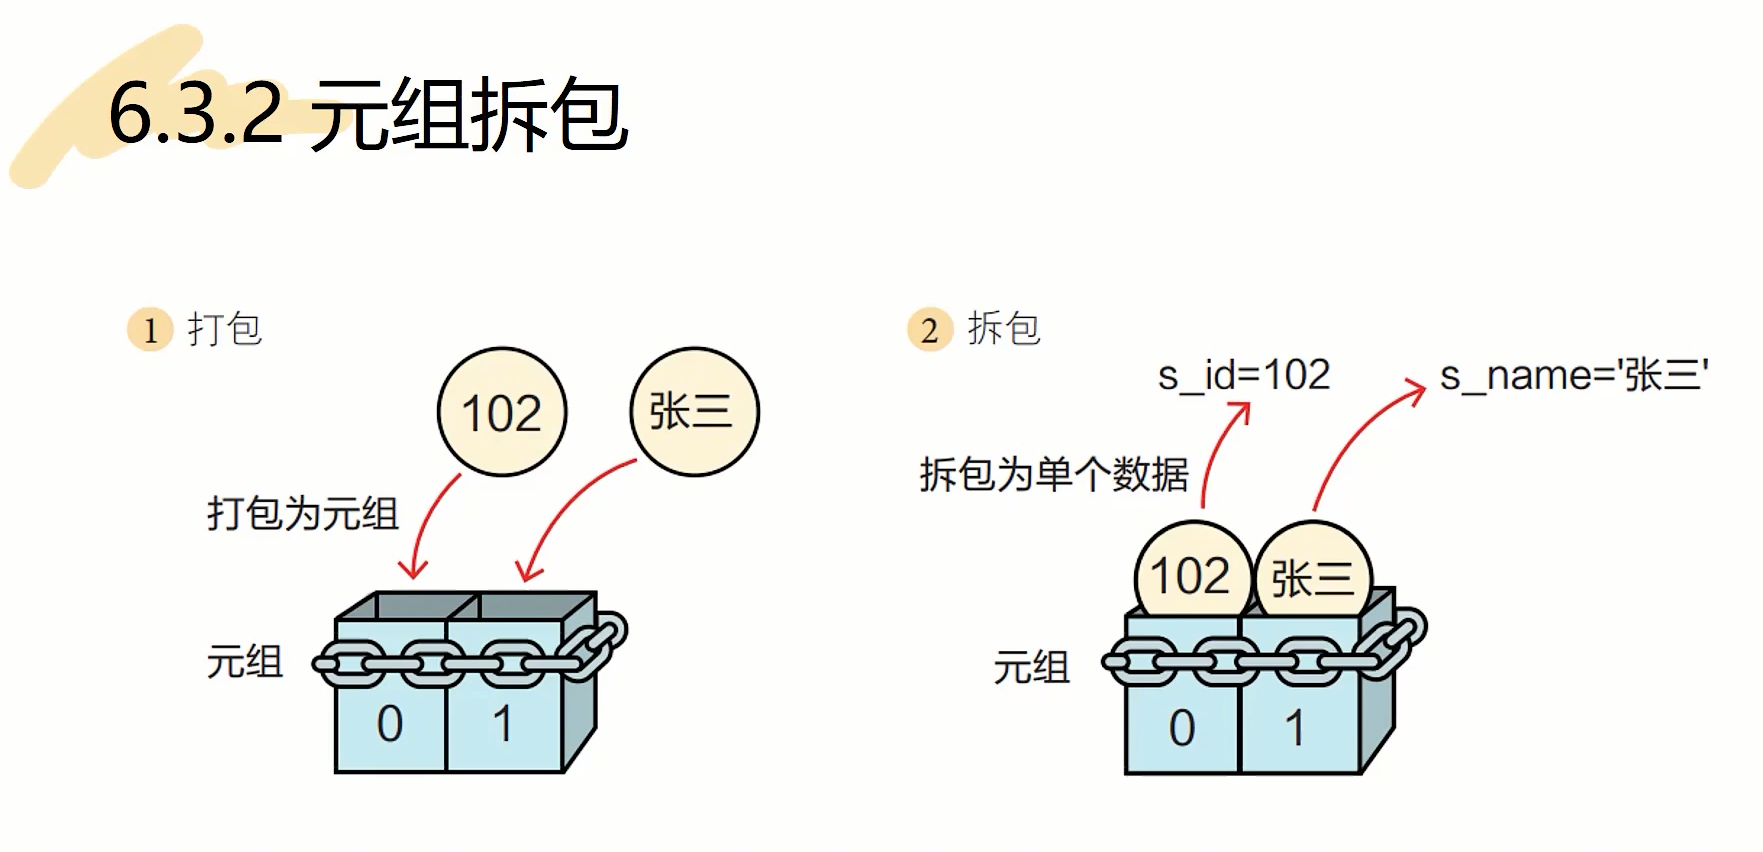 6.3.2 元组拆包
1 打包
102
张三
打包为元组
元组
0
1
2 拆包
s_id=102
s_name='张三'
拆包为单个数据
102
张三
元组
0
1